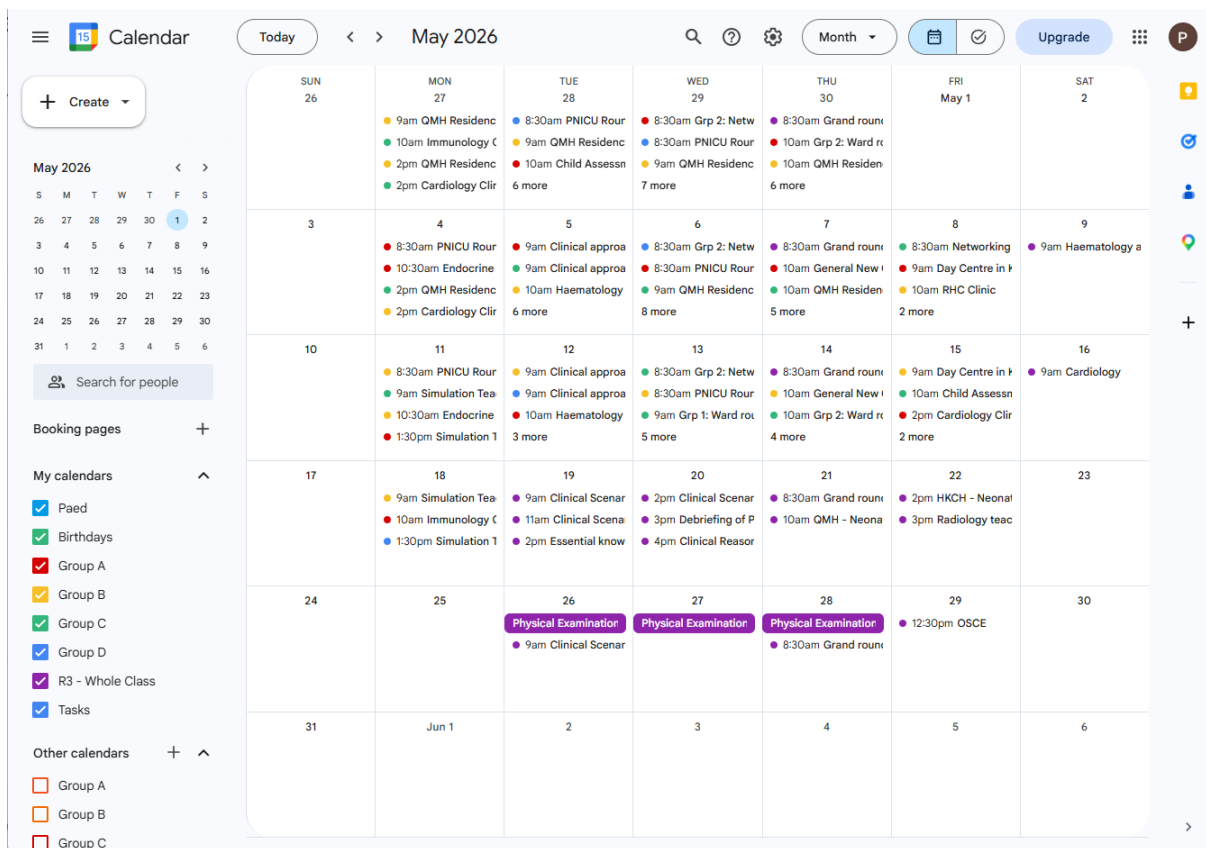 Calendar
15
Today
May 2026
Month
Upgrade
P
Create
May 2026
S M T W T F S
26 27 28 29 30 1 2
3 4 5 6 7 8 9
10 11 12 13 14 15 16
17 18 19 20 21 22 23
24 25 26 27 28 29 30
31 1 2 3 4 5 6
Search for people
Booking pages
My calendars
Paed
Birthdays
Group A
Group B
Group C
Group D
R3 - Whole Class
Tasks
Other calendars
Group A
Group B
Group C
SUN MON TUE WED THU FRI SAT
26 27 28 29 30 May 1 2
9am QMH Residenc
10am Immunology C
2pm QMH Residenc
2pm Cardiology Clir
8:30am PNICU Rour
9am QMH Residenc
10am Child Assessn
6 more
8:30am Grp 2: Netw
8:30am PNICU Rour
9am QMH Residenc
7 more
8:30am Grand round
10am Grp 2: Ward ro
10am QMH Residen
6 more
3 4 5 6 7 8 9
8:30am PNICU Rour
10:30am Endocrine
2pm QMH Residenc
2pm Cardiology Clir
9am Clinical approa
9am Clinical approa
10am Haematology
6 more
8:30am Grp 2: Netw
8:30am PNICU Rour
9am QMH Residenc
8 more
8:30am Grand round
10am General New
10am QMH Residen
5 more
8:30am Networking
9am Day Centre in K
10am RHC Clinic
2 more
9am Haematology a
10 11 12 13 14 15 16
8:30am PNICU Rour
9am Simulation Tea
10:30am Endocrine
1:30pm Simulation T
9am Clinical approa
9am Clinical approa
10am Haematology
3 more
8:30am Grp 2: Netw
8:30am PNICU Rour
9am Grp 1: Ward rou
5 more
8:30am Grand round
10am General New
10am Grp 2: Ward ro
4 more
9am Day Centre in K
10am Child Assessn
2pm Cardiology Clir
2 more
9am Cardiology
17 18 19 20 21 22 23
9am Simulation Tea
10am Immunology C
1:30pm Simulation T
9am Clinical Scenar
11am Clinical Scena
2pm Essential know
2pm Clinical Scenar
3pm Debriefing of P
4pm Clinical Reason
8:30am Grand round
10am QMH - Neona
2pm HKCH - Neonat
3pm Radiology teac
24 25 26 27 28 29 30
Physical Examination
9am Clinical Scenar
Physical Examination
Physical Examination
8:30am Grand round
12:30pm OSCE
31 Jun 1 2 3 4 5 6